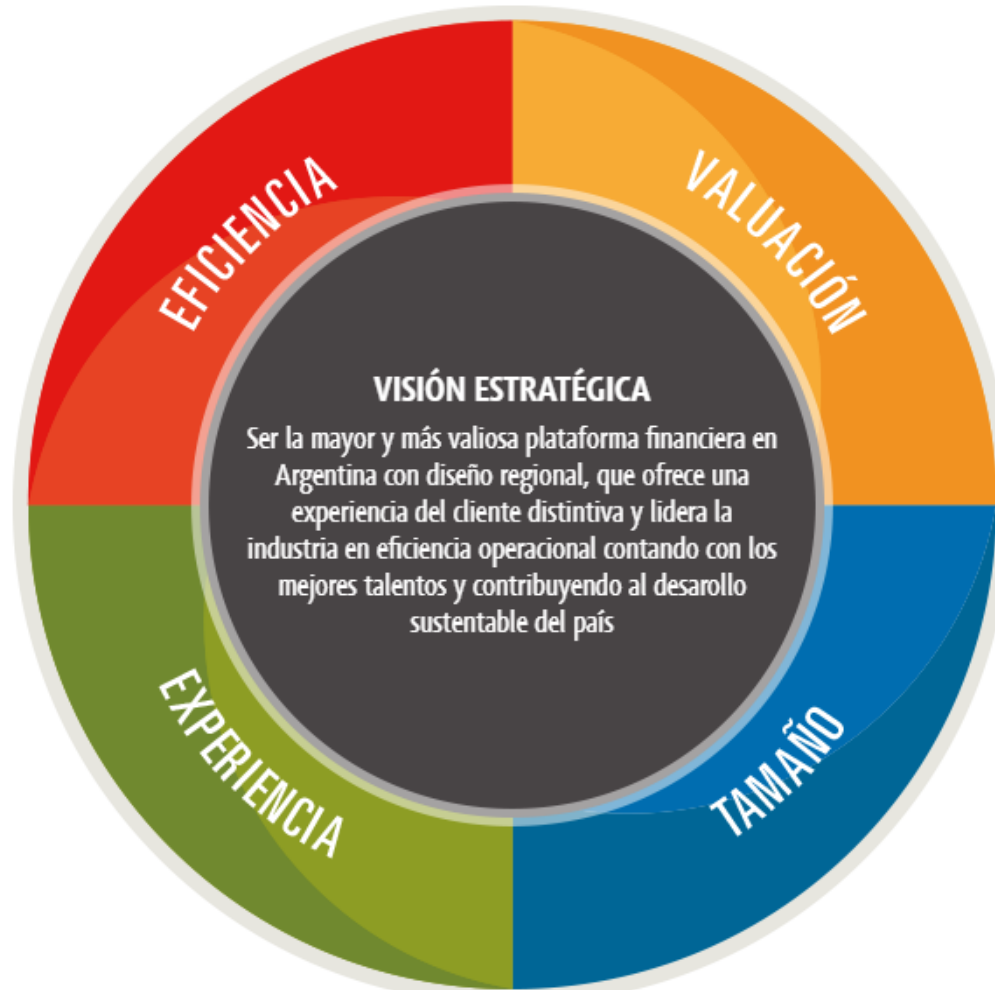 EFICIENCIA
VALUACIÓN
VISIÓN ESTRATÉGICA
Ser la mayor y más valiosa plataforma financiera en
Argentina con diseño regional, que ofrece una
experiencia del cliente distintiva y lidera la
industria en eficiencia operacional contando con los
mejores talentos y contribuyendo al desarollo
sustentable del país
EXPERIENCIA
TAMAÑO